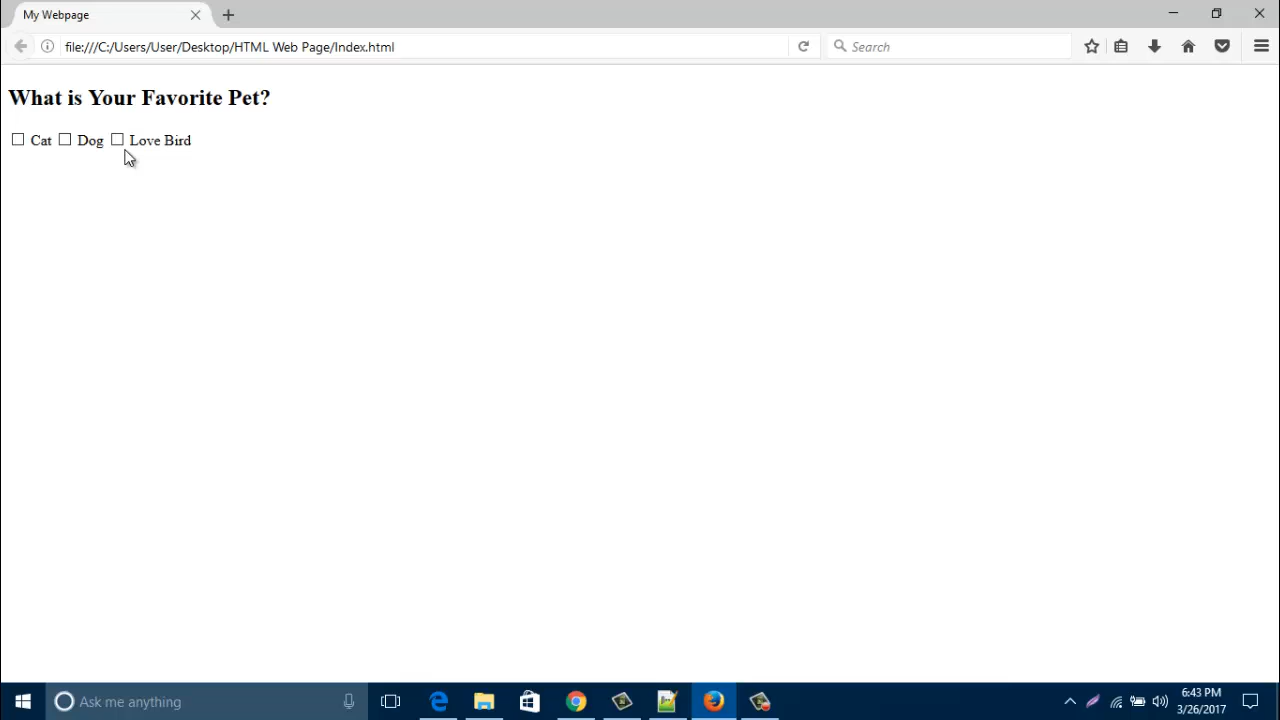 My Webpage
file:///C:/Users/User/Desktop/HTML Web Page/Index.html
Search
What is Your Favorite Pet?
Cat Dog Love Bird
Ask me anything
6:43 PM
3/26/2017